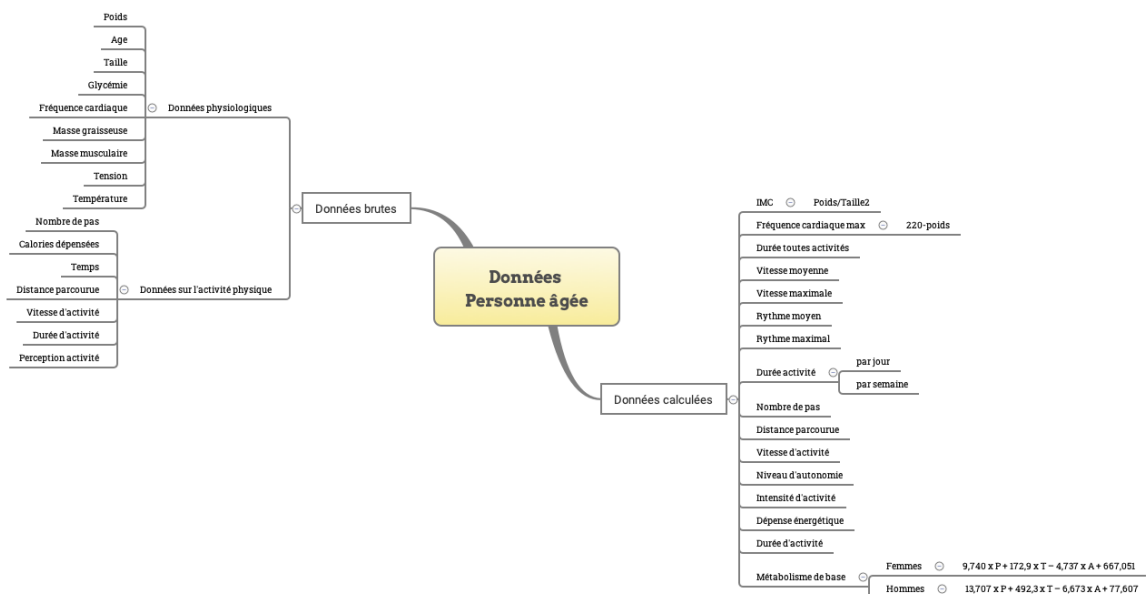 Poids
Age
Taille
Glycémie
Fréquence cardiaque
Masse graisseuse
Masse musculaire
Tension
Température
Données physiologiques
Nombre de pas
Calories dépensées
Temps
Distance parcourue
Vitesse d'activité
Durée d'activité
Perception activité
Données sur l'activité physique
Données brutes
Données
Personne âgée
Données calculées
IMC
Poids/Taille2
Fréquence cardiaque max
220-poids
Durée toutes activités
Vitesse moyenne
Vitesse maximale
Rythme moyen
Rythme maximal
Durée activité
par jour
par semaine
Nombre de pas
Distance parcourue
Vitesse d'activité
Niveau d'autonomie
Intensité d'activité
Dépense énergétique
Durée d'activité
Métabolisme de base
Femmes
9,740 x P + 172,9 x T – 4,737 x A + 667,051
Hommes
13,707 x P + 492,3 x T – 6,673 x A + 77,607